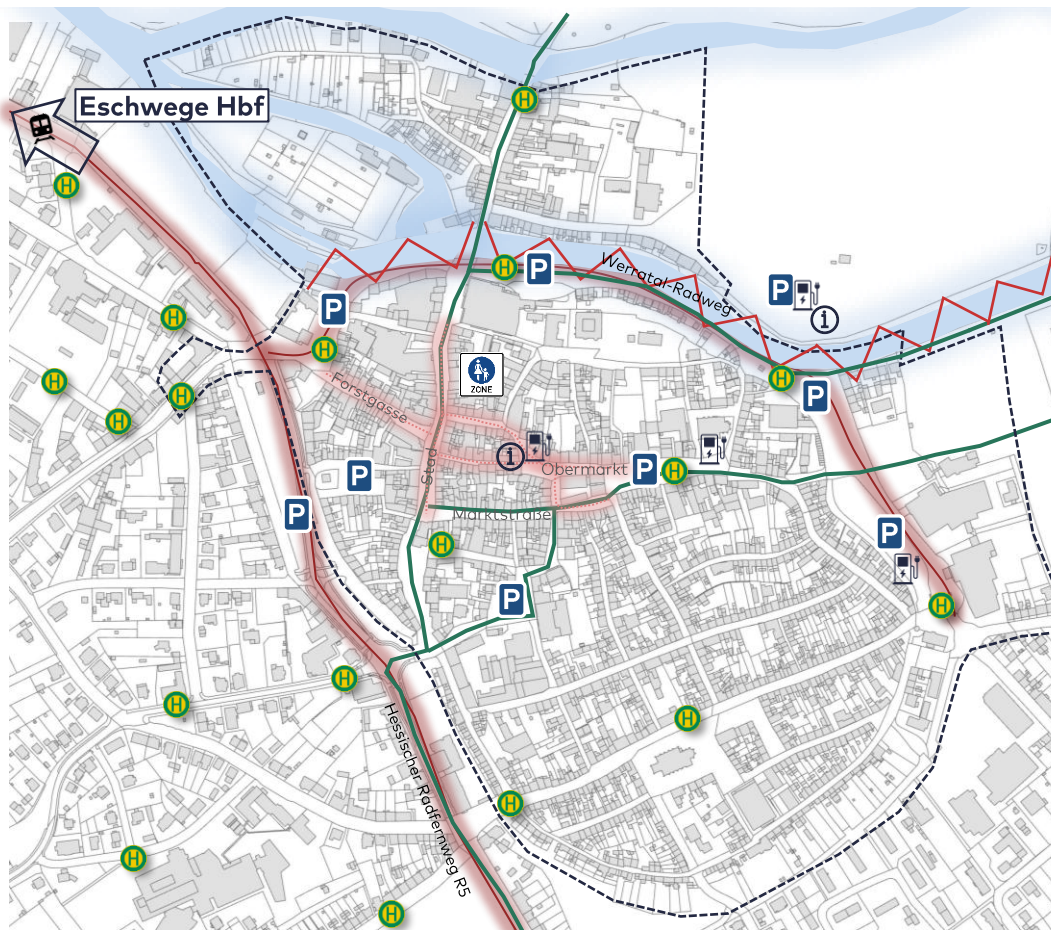 Eschwege Hbf
H
H
H
P
Werratal-Radweg
P
i
P
H
H
H
H
H
H
P
Forstgasse
ZONE
Stad
i
Obermarkt
P
H
P
P
Marktstraße
H
P
P
H
H
H
Hessischer Radfernweg R5
H
H
H
H